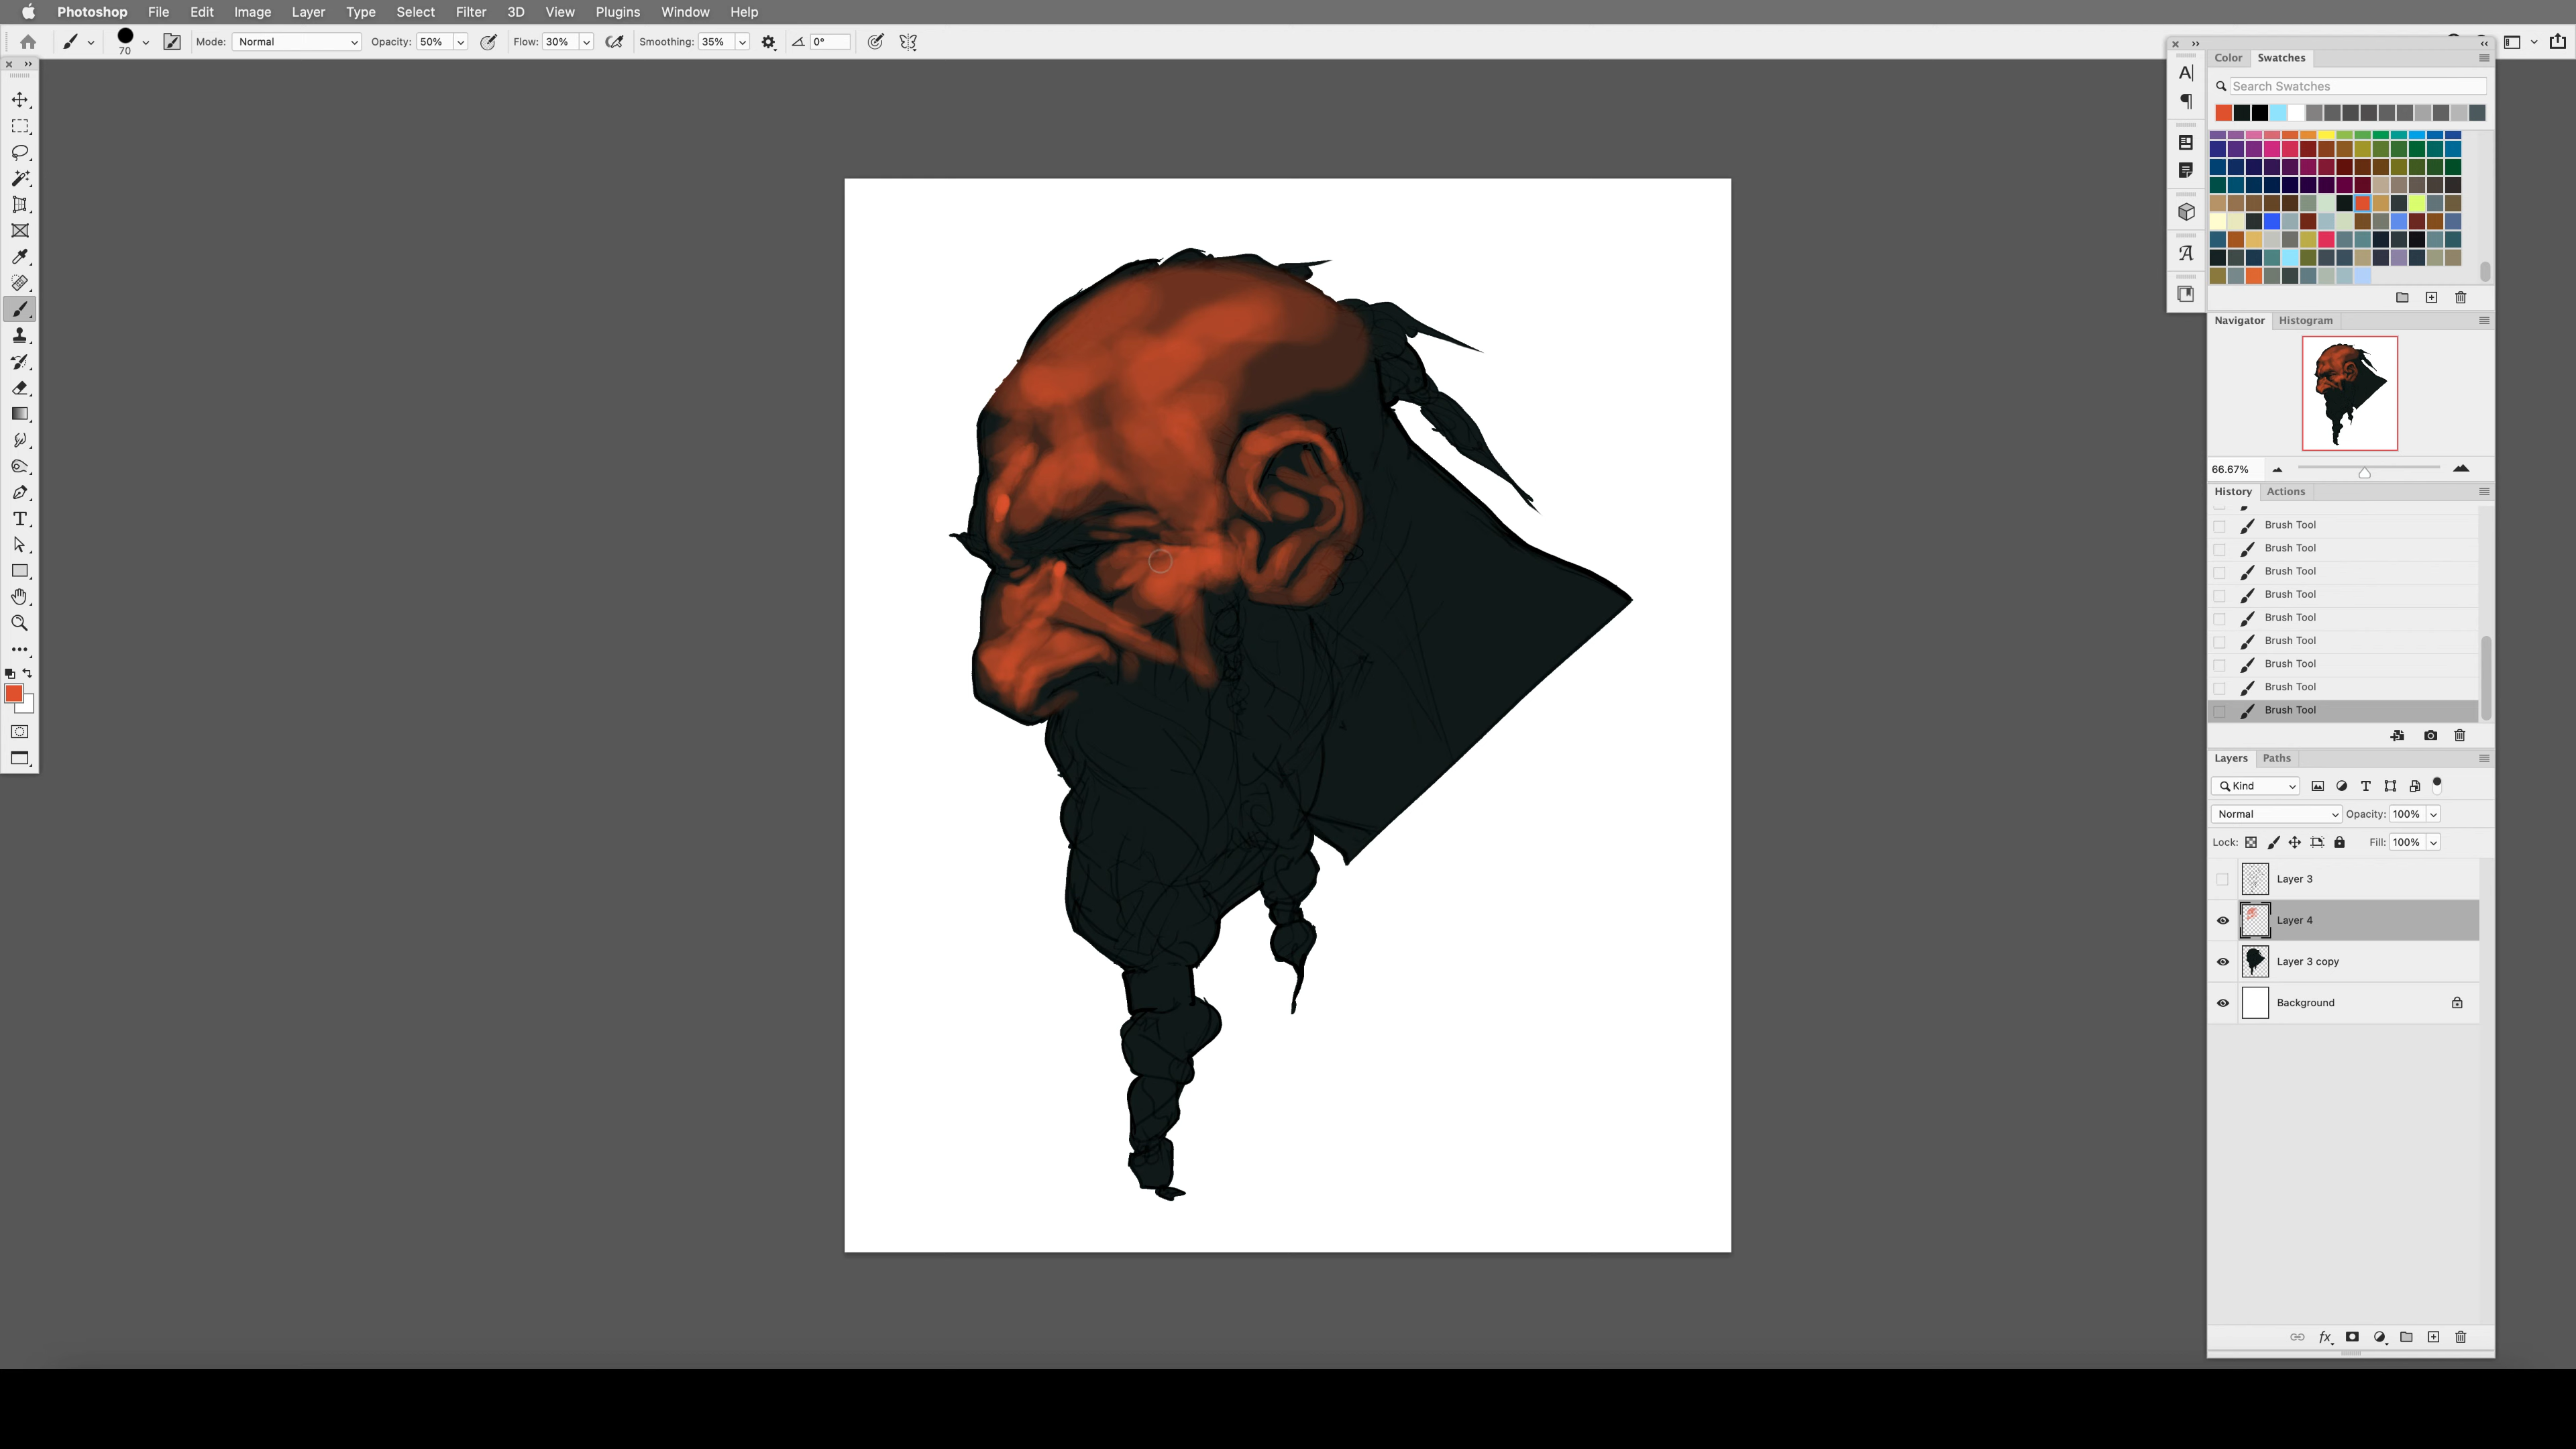 Photoshop File Edit Image Layer Type Select Filter 3D View Plugins Window Help
70 Mode: Normal Opacity: 50% Flow: 30% Smoothing: 35% 0°
Color Swatches
Search Swatches
Navigator Histogram
66.67%
History Actions
Brush Tool
Brush Tool
Brush Tool
Brush Tool
Brush Tool
Brush Tool
Brush Tool
Brush Tool
Brush Tool
Layers Paths
Kind
Normal Opacity: 100%
Lock: Fill: 100%
Layer 3
Layer 4
Layer 3 copy
Background
fx